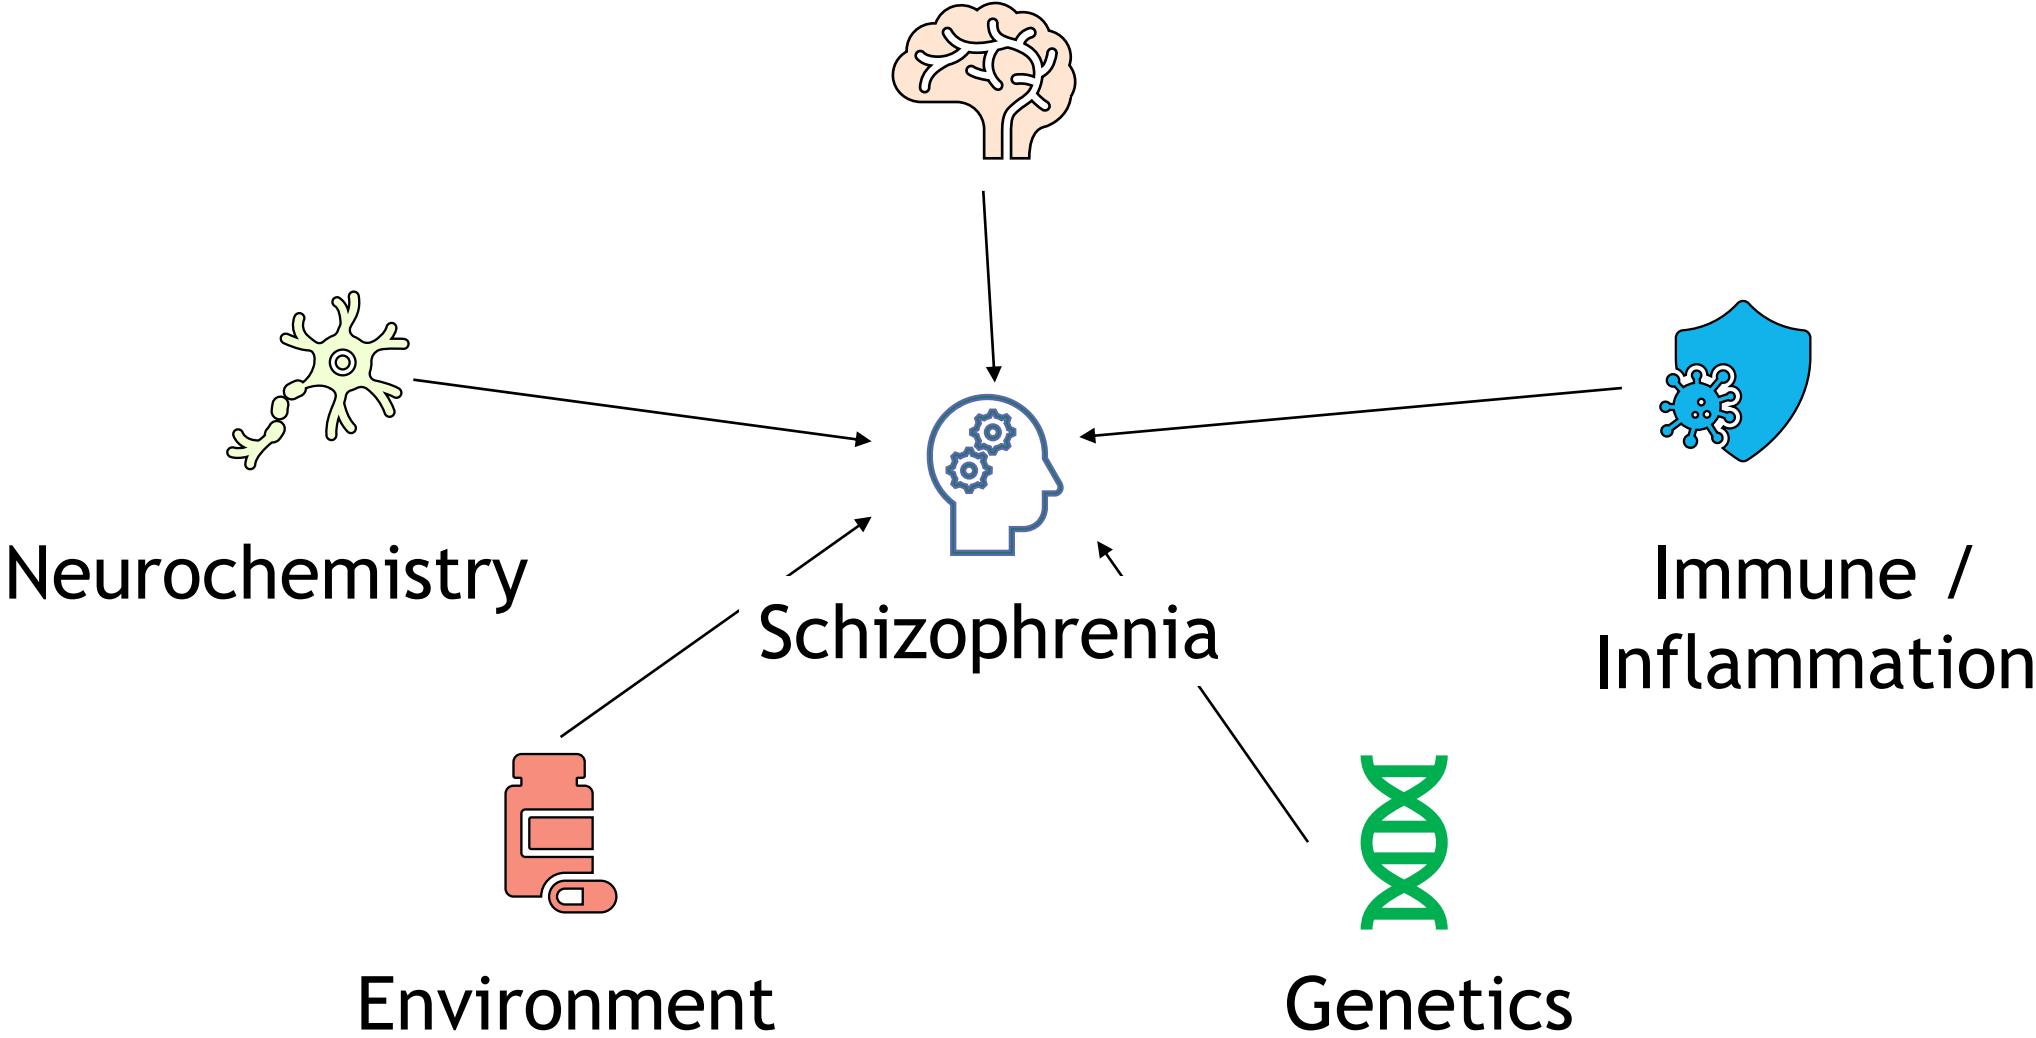 Neurochemistry
Immune /
Inflammation
Schizophrenia
Environment
Genetics